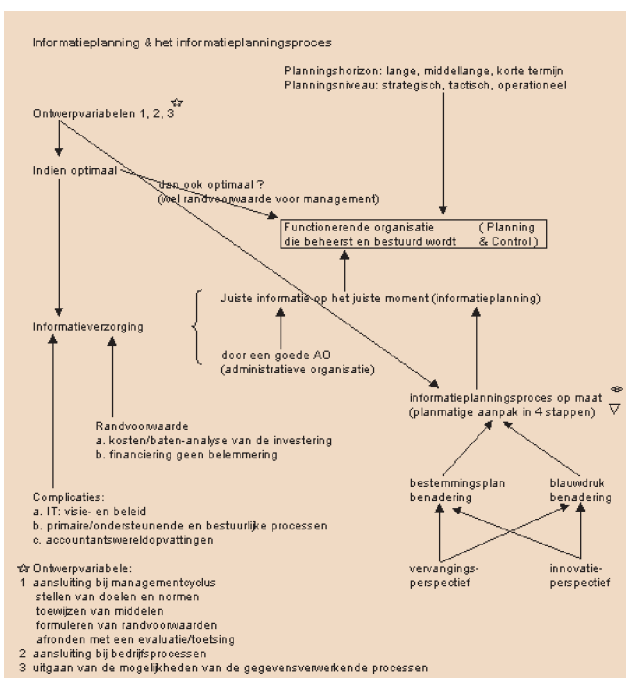 Informatieplanning & het informatieplanningsproces
Planningshorizon: lange, middellange, korte termijn
Planningsniveau: strategisch, tactisch, operationeel
Ontwerpvariabelen 1, 2, 3
Indien optimaal
dan ook optimaal ?
(wel randvoorwaarde voor management)
Functionerende organisatie ( Planning
die beheerst en bestuurd wordt & Control )
Juiste informatie op het juiste moment (informatieplanning)
Informatieverzorging
door een goede AO
(administratieve organisatie)
informatieplanningsproces op maat
(planmatige aanpak in 4 stappen)
Randvoorwaarde
a. kosten/baten-analyse van de investering
b. financiering geen belemmering
bestemmingsplan
benadering
blauwdruk
benadering
Complicaties:
a. IT: visie- en beleid
b. primaire/ondersteunende en bestuurlijke processen
c. accountantswereldopvattingen
vervangings-
perspectief
innovatie-
perspectief
Ontwerpvariabele:
1 aansluiting bij managementcyclus
stellen van doelen en normen
toewijzen van middelen
formuleren van randvoorwaarden
afronden met een evaluatie/toetsing
2 aansluiting bij bedrijfsprocessen
3 uitgaan van de mogelijkheden van de gegevensverwerkende processen